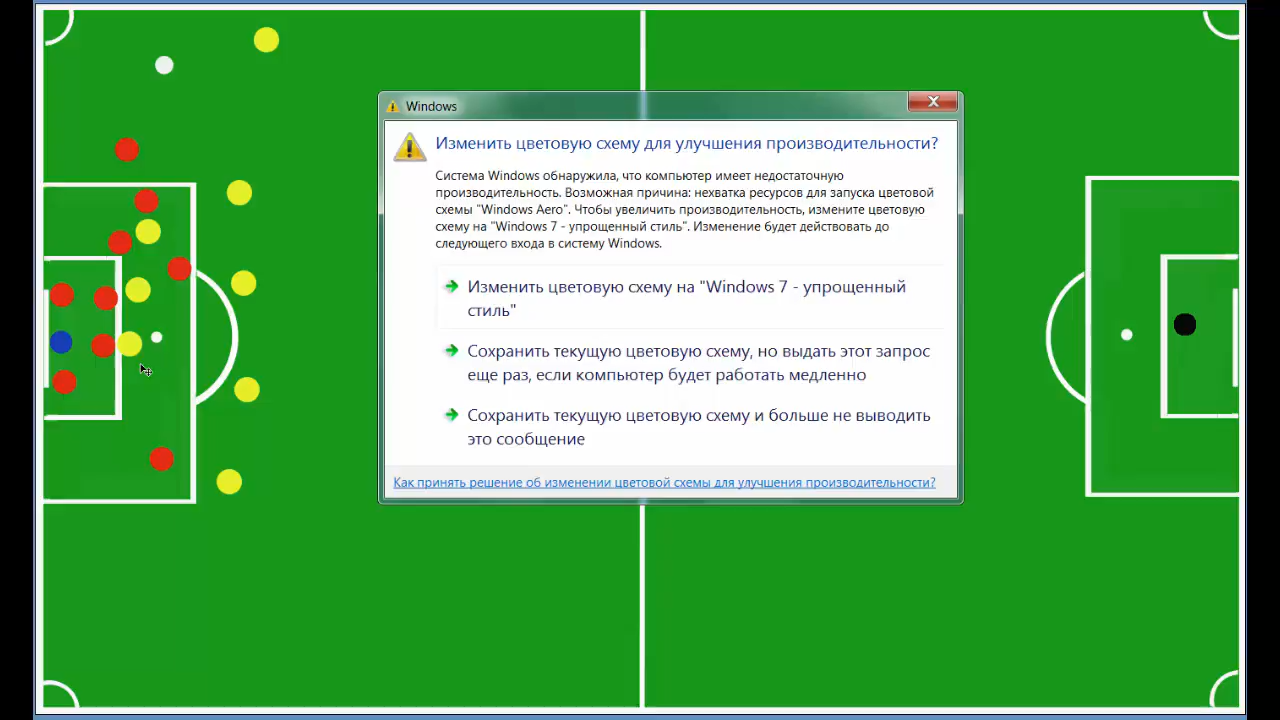 Windows
Изменить цветовую схему для улучшения производительности?
Система Windows обнаружила, что компьютер имеет недостаточную
производительность. Возможная причина: нехватка ресурсов для запуска цветовой
схемы "Windows Aero". Чтобы увеличить производительность, измените цветовую
схему на "Windows 7 - упрощенный стиль". Изменение будет действовать до
следующего входа в систему Windows.
Изменить цветовую схему на "Windows 7 - упрощенный
стиль"
Сохранить текущую цветовую схему, но выдать этот запрос
еще раз, если компьютер будет работать медленно
Сохранить текущую цветовую схему и больше не выводить
это сообщение
Как принять решение об изменении цветовой схемы для улучшения производительности?